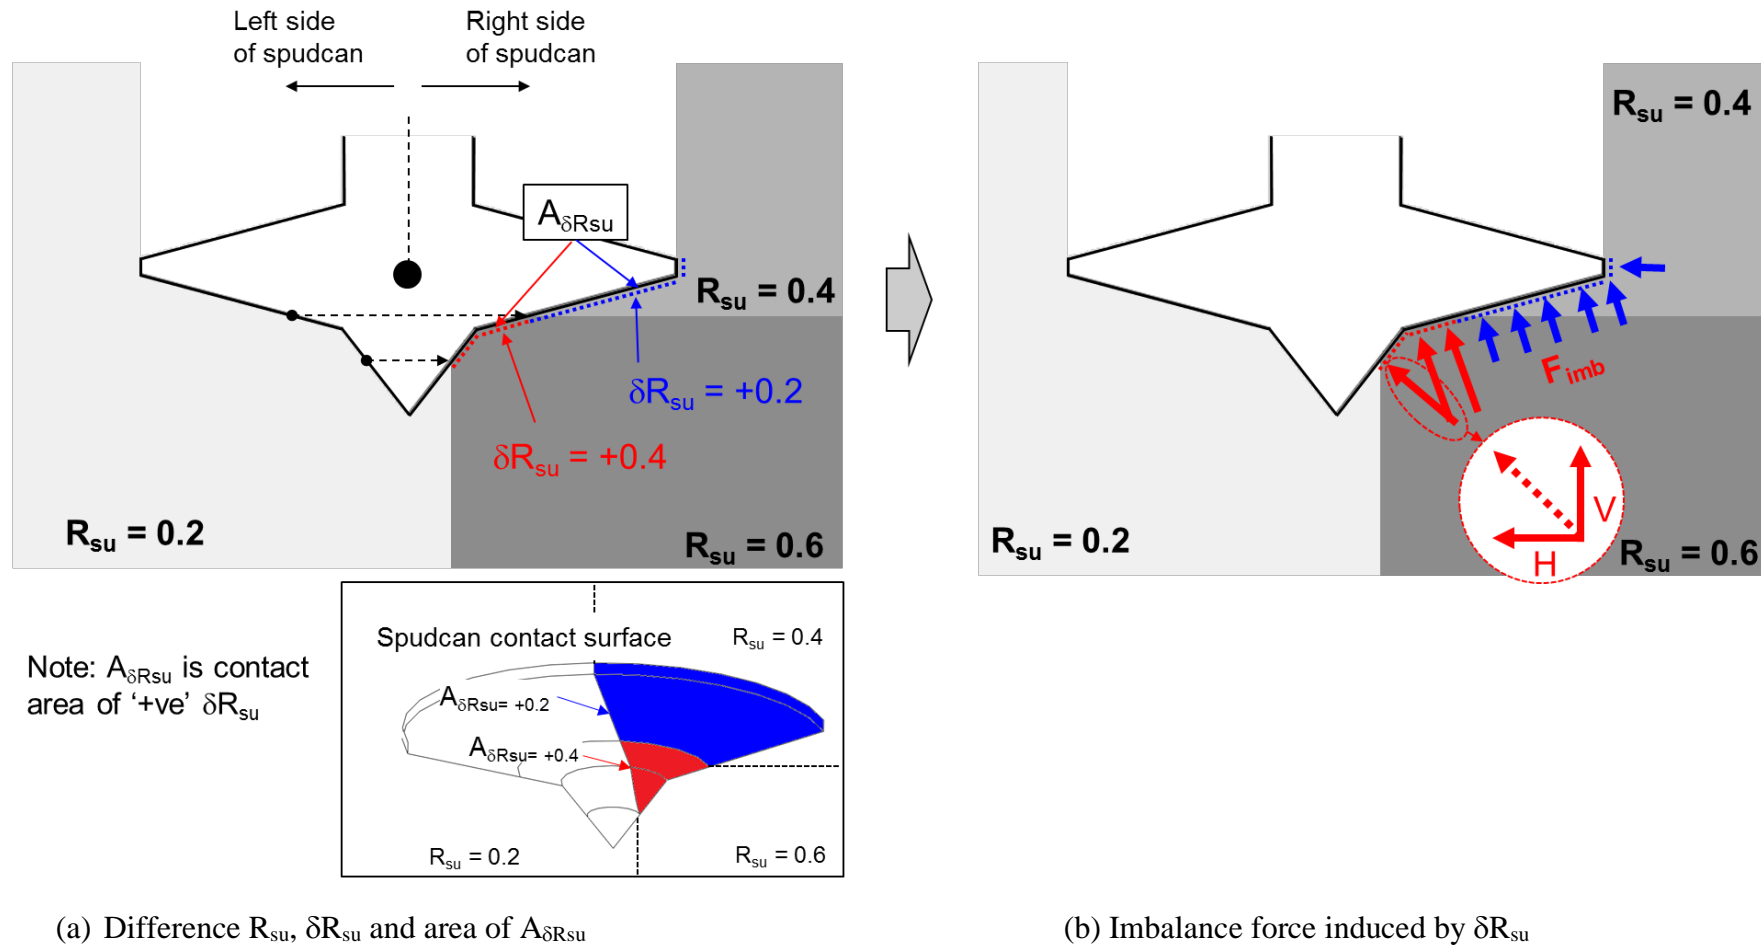 Left side
of spudcan
Right side
of spudcan
AδRsu
Rsu = 0.4
δRsu = +0.2
δRsu = +0.4
Rsu = 0.2
Rsu = 0.6
Note: AδRsu is contact
area of ‘+ve’ δRsu
Spudcan contact surface
Rsu = 0.4
AδRsu= +0.2
AδRsu= +0.4
Rsu = 0.2
Rsu = 0.6
(a) Difference Rsu, δRsu and area of AδRsu
Rsu = 0.4
Fimb
V
H
Rsu = 0.2
Rsu = 0.6
(b) Imbalance force induced by δRsu